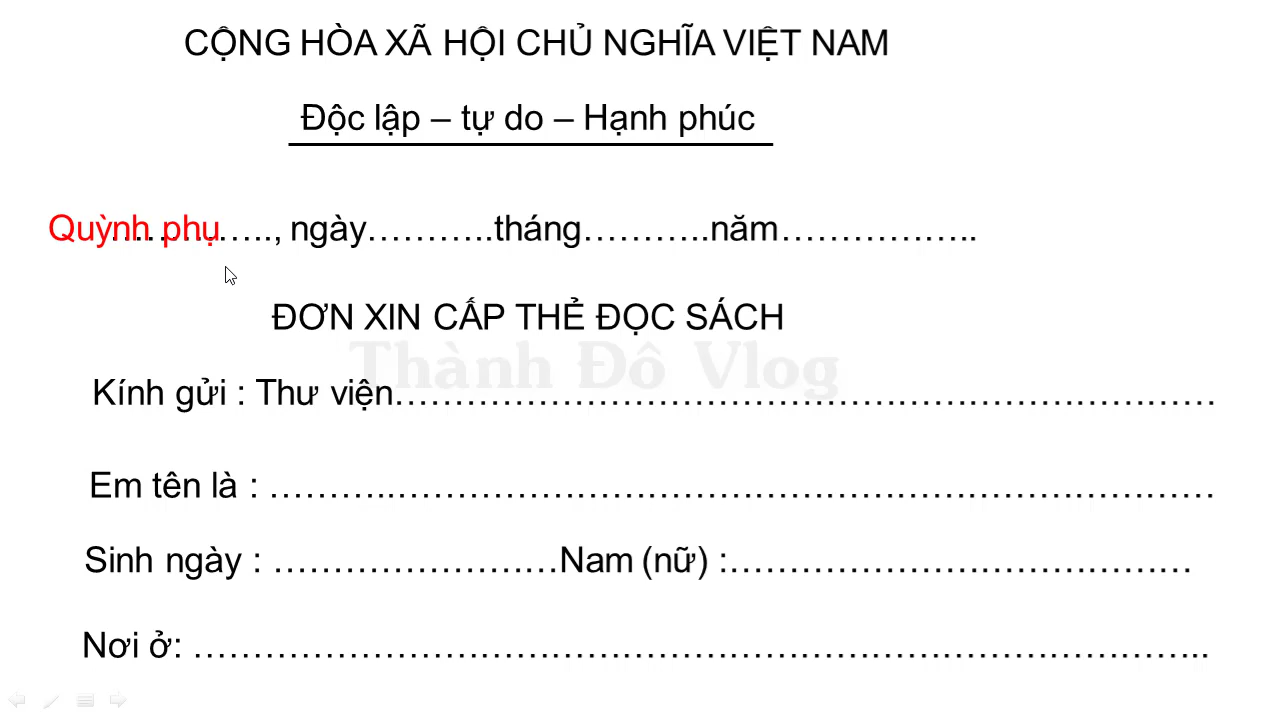 CỘNG HÒA XÃ HỘI CHỦ NGHĨA VIỆT NAM
Độc lập – tự do – Hạnh phúc
Quỳnh phụ…………., ngày………..tháng………..năm……………..
ĐƠN XIN CẤP THẺ ĐỌC SÁCH
Thành Đô Vlog
Kính gửi : Thư viện……………………………………………………………
Em tên là : ………..……………………………………………………………
Sinh ngày : ……………………Nam (nữ) :…………………………………
Nơi ở: …………………………………………………………………………..